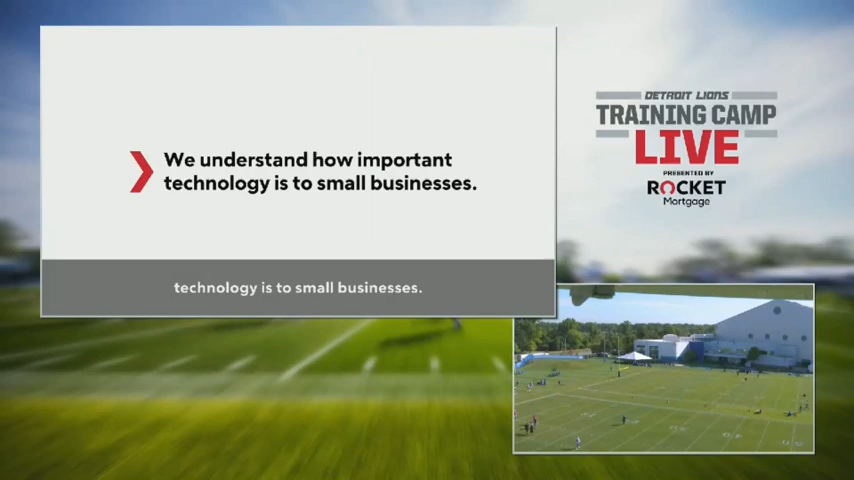 We understand how important
technology is to small businesses.
technology is to small businesses.
DETROIT LIONS
TRAINING CAMP
LIVE
PRESENTED BY
ROCKET
Mortgage